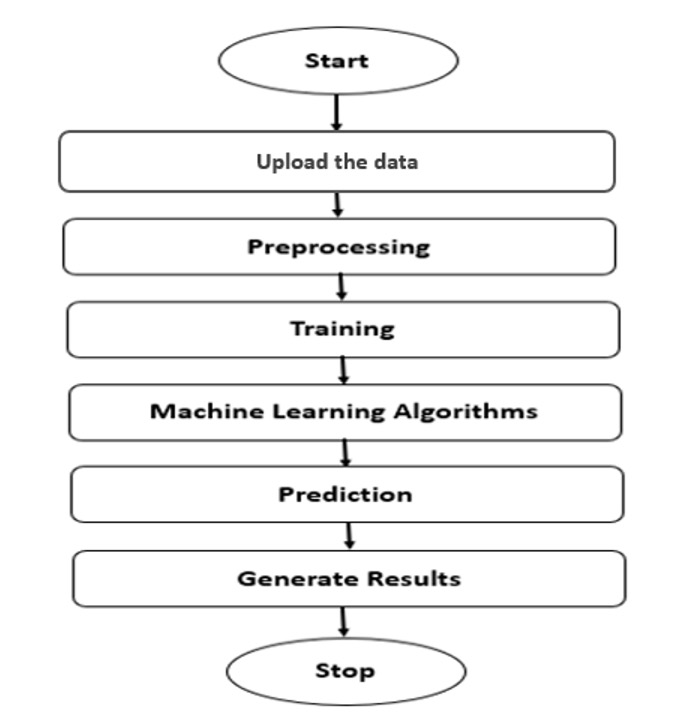 Start
Upload the data
Preprocessing
Training
Machine Learning Algorithms
Prediction
Generate Results
Stop